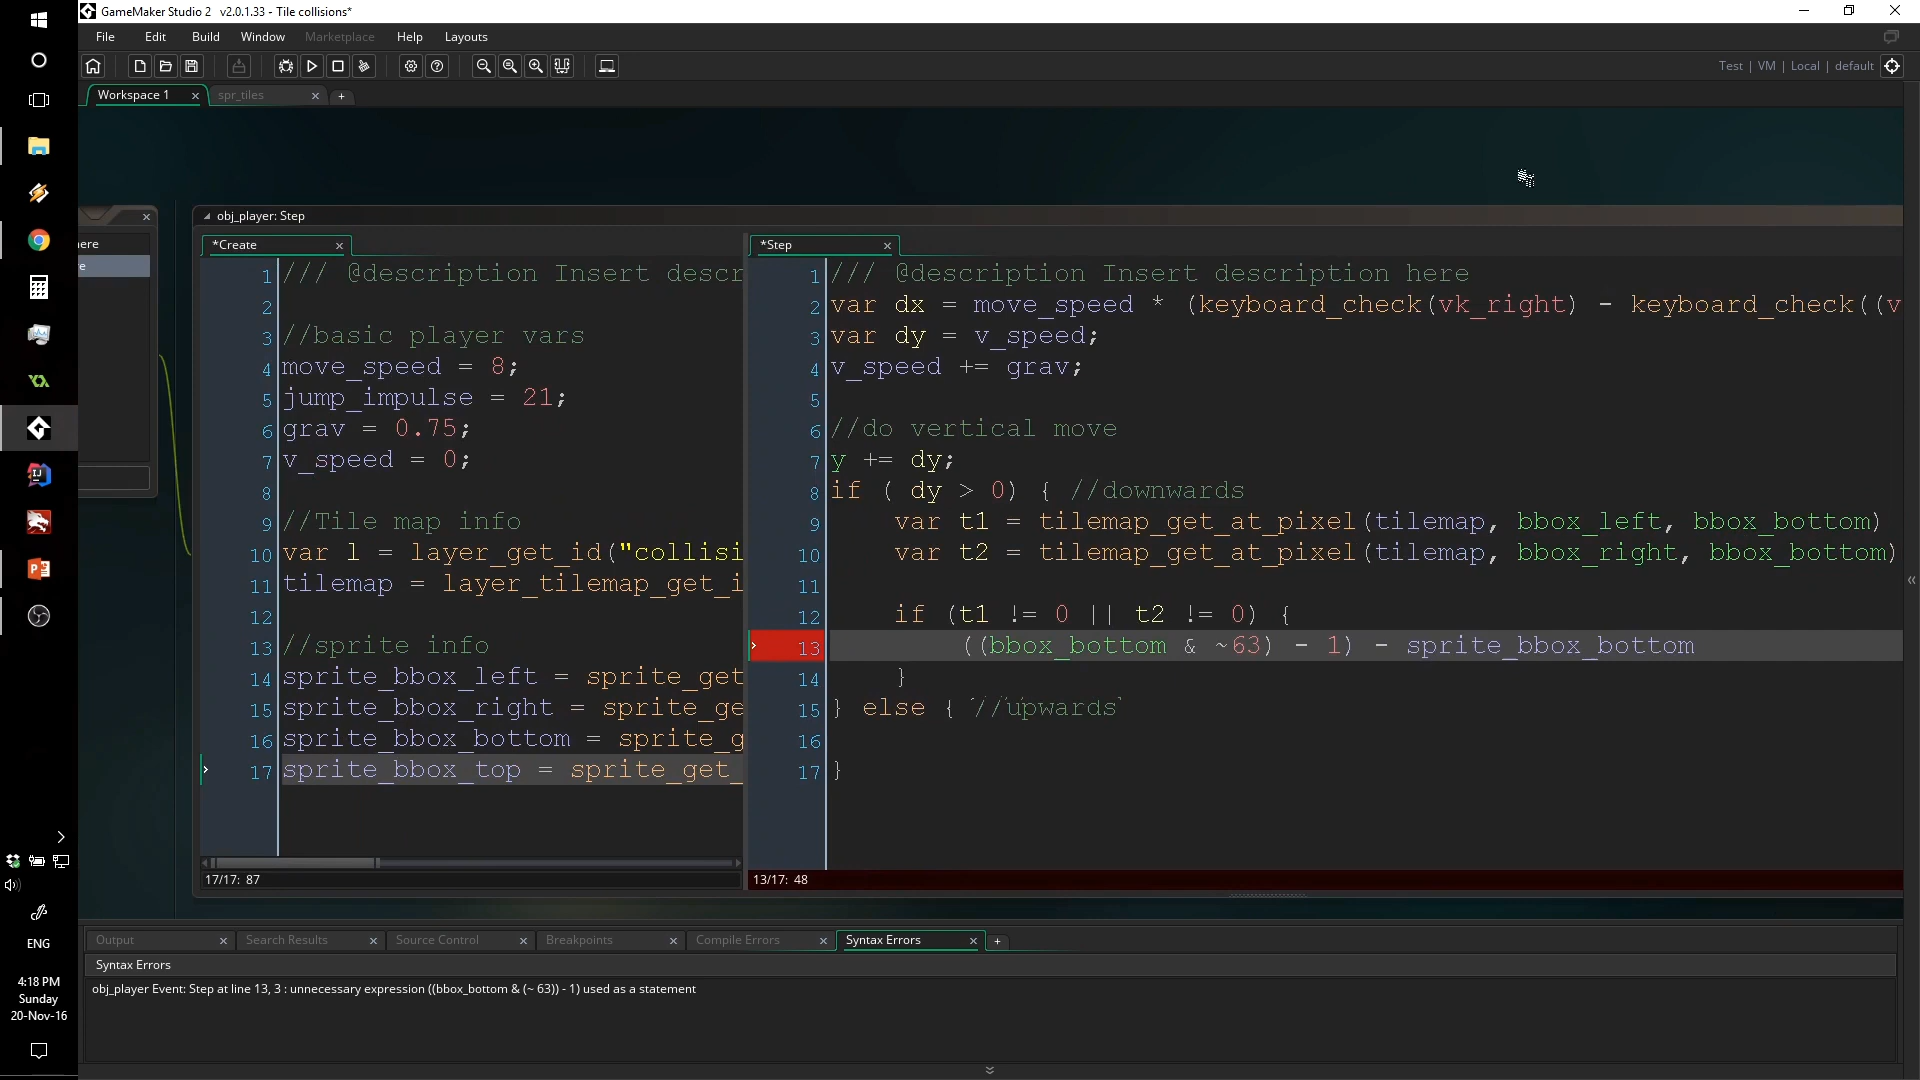 GameMaker Studio 2 v2.0.1.33 - Tile collisions*
File Edit Build Window Marketplace Help Layouts
Test | VM | Local | default
Workspace 1
spr_tiles
obj_player: Step
*Create
1 /// @description Insert descr
2
3 //basic player vars
4 move_speed = 8;
5 jump_impulse = 21;
6 grav = 0.75;
7 v_speed = 0;
8
9 //Tile map info
10 var l = layer_get_id("collisi
11 tilemap = layer_tilemap_get_i
12
13 //sprite info
14 sprite_bbox_left = sprite_get
15 sprite_bbox_right = sprite_ge
16 sprite_bbox_bottom = sprite_g
17 sprite_bbox_top = sprite_get_
17/17: 87
*Step
1 /// @description Insert description here
2 var dx = move_speed * (keyboard_check(vk_right) - keyboard_check((v
3 var dy = v_speed;
4 v_speed += grav;
5
6 //do vertical move
7 y += dy;
8 if ( dy > 0) { //downwards
9 var t1 = tilemap_get_at_pixel(tilemap, bbox_left, bbox_bottom)
10 var t2 = tilemap_get_at_pixel(tilemap, bbox_right, bbox_bottom)
11
12 if (t1 != 0 || t2 != 0) {
13 ((bbox_bottom & ~63) - 1) - sprite_bbox_bottom
14 }
15 } else { //upwards
16
17 }
13/17: 48
Output
Search Results
Source Control
Breakpoints
Compile Errors
Syntax Errors
Syntax Errors
obj_player Event: Step at line 13, 3 : unnecessary expression ((bbox_bottom & (~ 63)) - 1) used as a statement
ENG
4:18 PM
Sunday
20-Nov-16